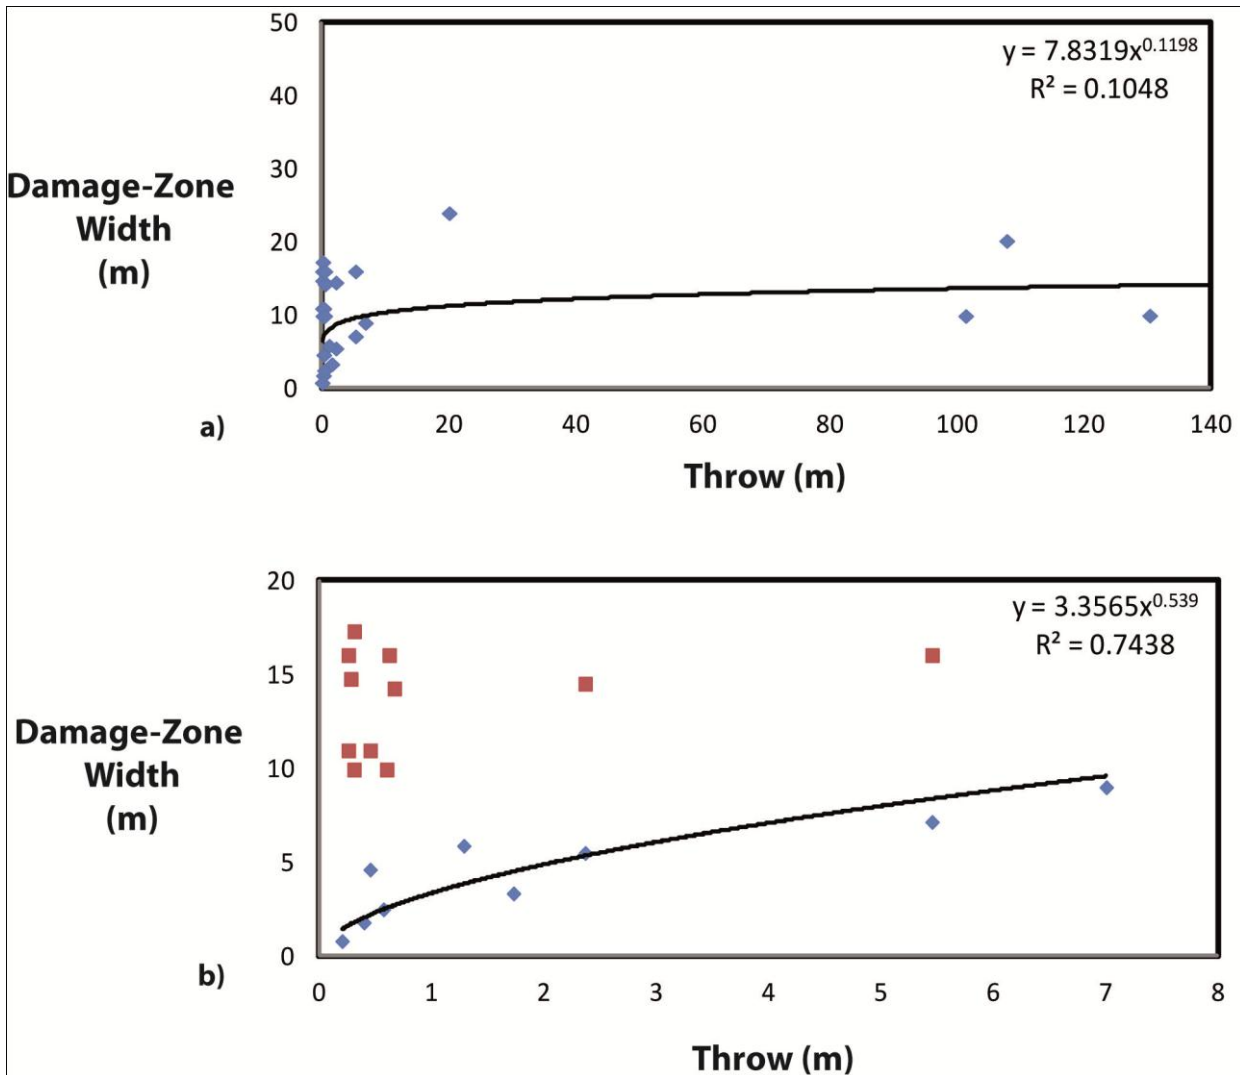 50
y = 7.8319x^0.1198
R² = 0.1048
40
30
Damage-Zone
Width
(m)
20
10
0
a)
0 20 40 60 80 100 120 140
Throw (m)
20
y = 3.3565x^0.539
R² = 0.7438
15
Damage-Zone
Width
(m)
10
5
0
b)
0 1 2 3 4 5 6 7 8
Throw (m)